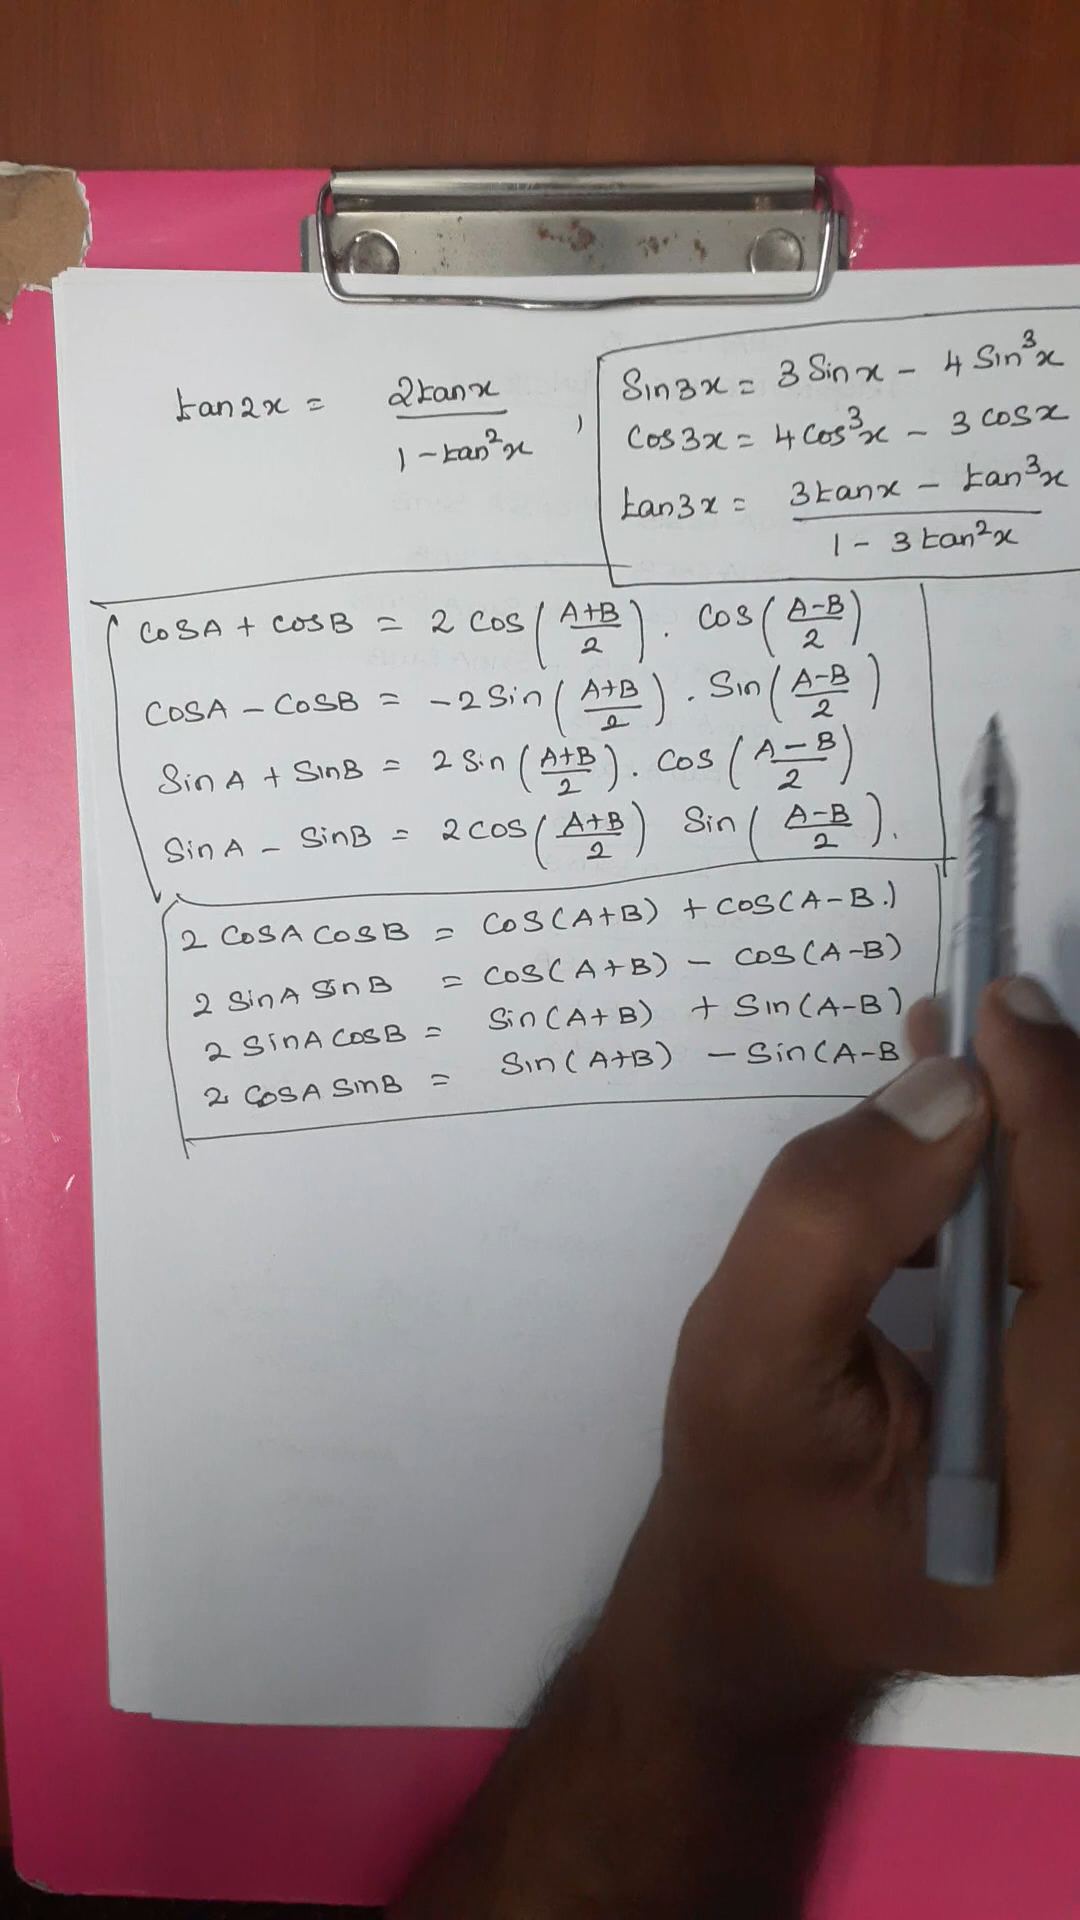 tan2x = 2tanx / 1 - tan²x ,
Sin3x = 3 Sinx - 4 Sin³x
Cos3x = 4 Cos³x - 3 cosx
tan3x = 3tanx - tan³x / 1 - 3 tan²x
CosA + cosB = 2 cos(A+B/2) . cos(A-B/2)
CosA - CosB = -2 Sin(A+B/2) . Sin(A-B/2)
SinA + SinB = 2 Sin(A+B/2) . cos(A-B/2)
SinA - SinB = 2 cos(A+B/2) Sin(A-B/2).
2 CosA CosB = Cos(A+B) + cos(A-B.)
2 SinA SinB = cos(A+B) - cos(A-B)
2 SinA CosB = Sin(A+B) + Sin(A-B)
2 CosA SinB = Sin(A+B) - Sin(A-B